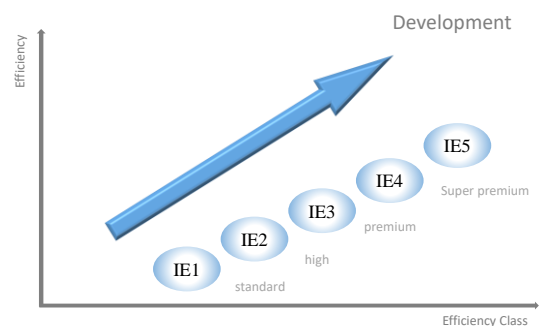 Development
Efficiency
IE5
IE4
Super premium
IE3
premium
IE2
high
IE1
standard
Efficiency Class